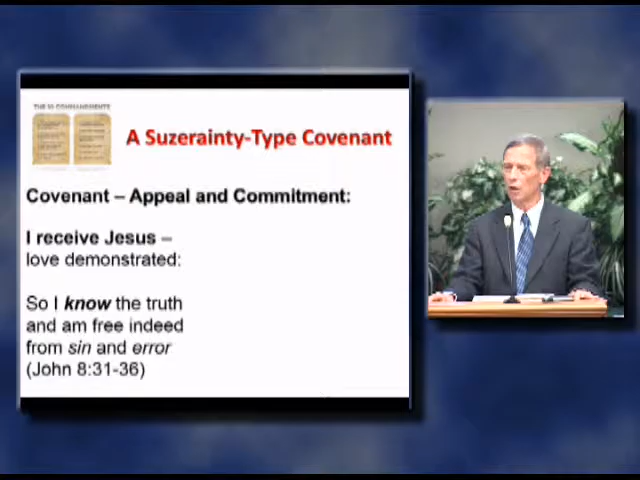 THE 10 COMMANDMENTS
A Suzerainty-Type Covenant
Covenant – Appeal and Commitment:
I receive Jesus –
love demonstrated:
So I know the truth
and am free indeed
from sin and error
(John 8:31-36)